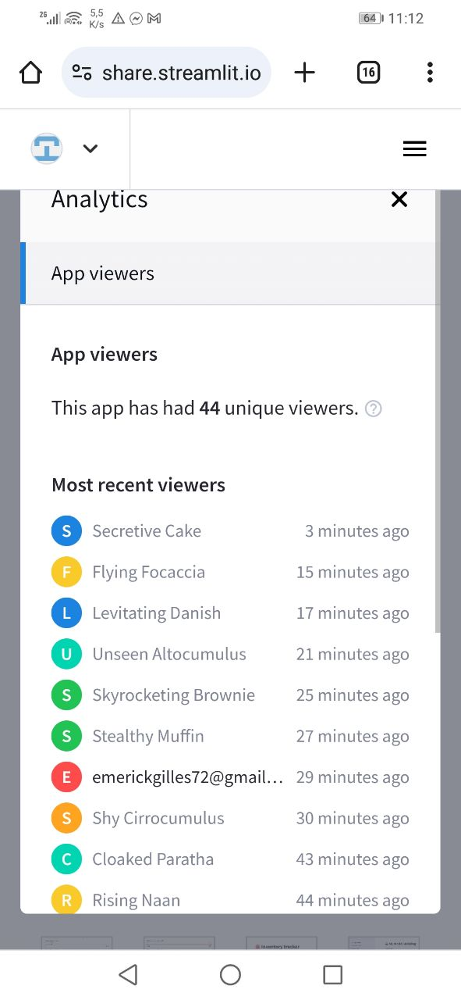 2G 5,5 K/s 64 11:12
share.streamlit.io 16
Analytics
App viewers
App viewers
This app has had 44 unique viewers. ?
Most recent viewers
S Secretive Cake 3 minutes ago
F Flying Focaccia 15 minutes ago
L Levitating Danish 17 minutes ago
U Unseen Altocumulus 21 minutes ago
S Skyrocketing Brownie 25 minutes ago
S Stealthy Muffin 27 minutes ago
E emerickgilles72@gmail... 29 minutes ago
S Shy Cirrocumulus 30 minutes ago
C Cloaked Paratha 43 minutes ago
R Rising Naan 44 minutes ago
Inventory tracker